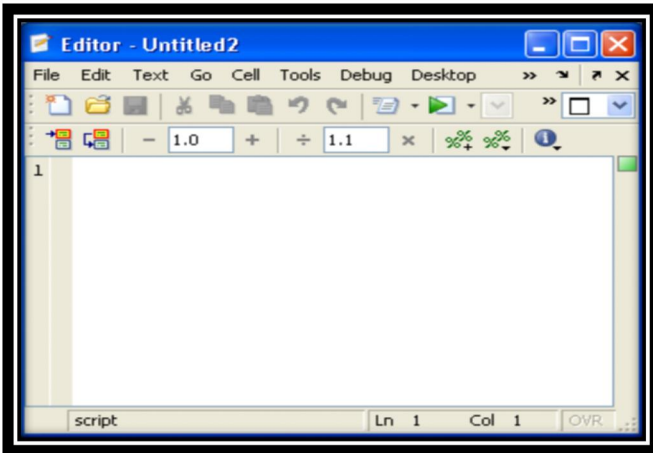 Editor - Untitled2
File Edit Text Go Cell Tools Debug Desktop »
»
− 1.0 + ÷ 1.1 ×
1
script Ln 1 Col 1 OVR